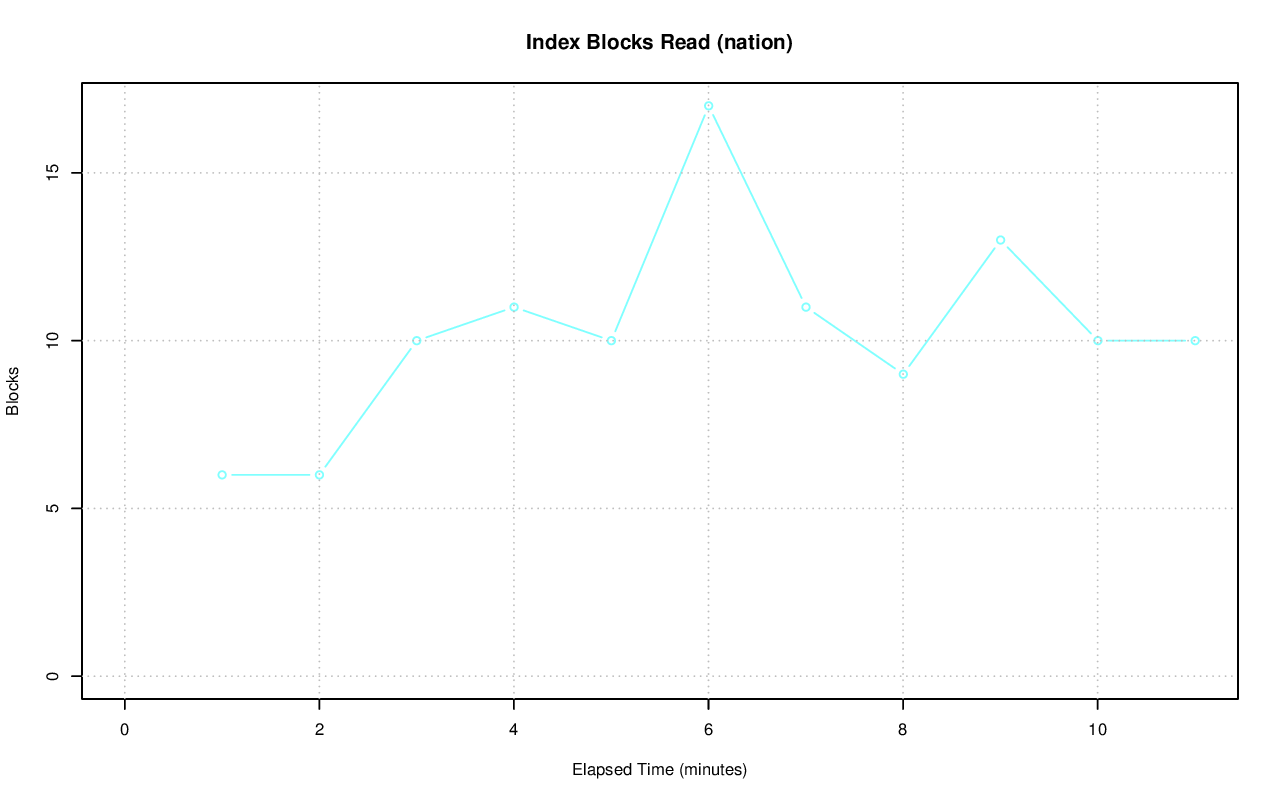 Index Blocks Read (nation)
Blocks
15
10
5
0
0 2 4 6 8 10
Elapsed Time (minutes)